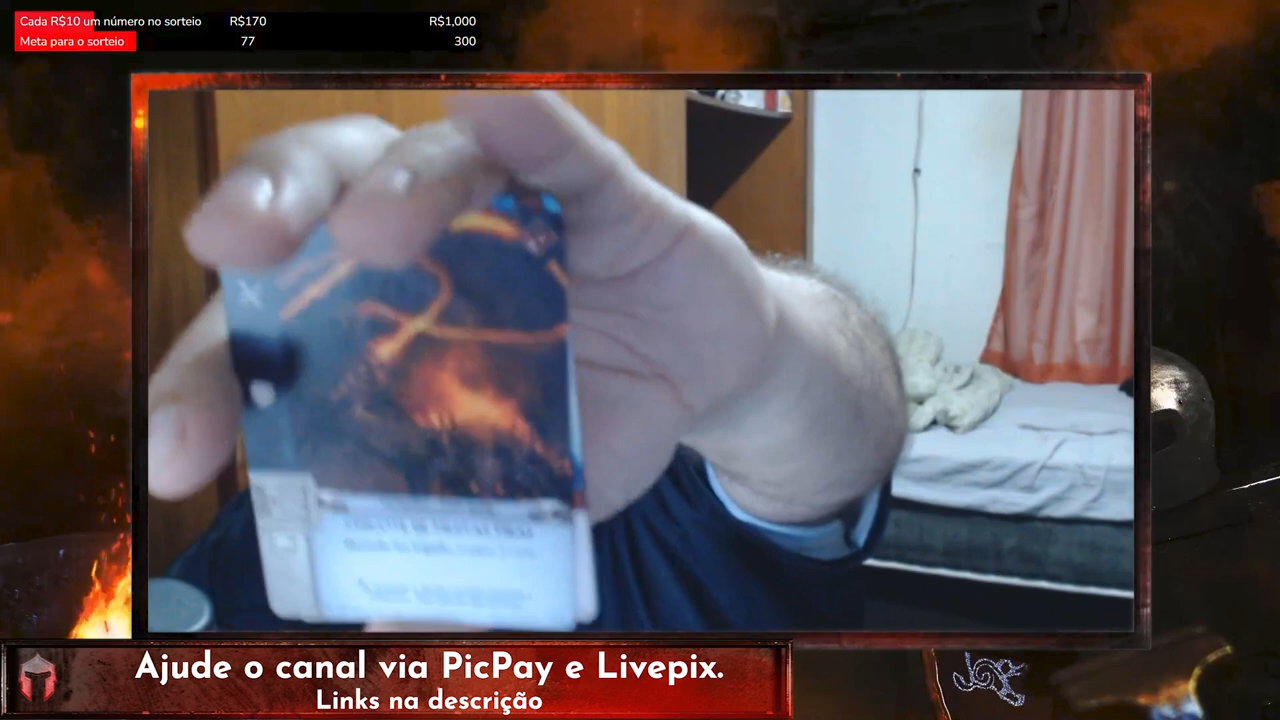 Cada R$10 um número no sorteio R$170 R$1,000
Meta para o sorteio 77 300
Ajude o canal via PicPay e Livepix.
Links na descrição